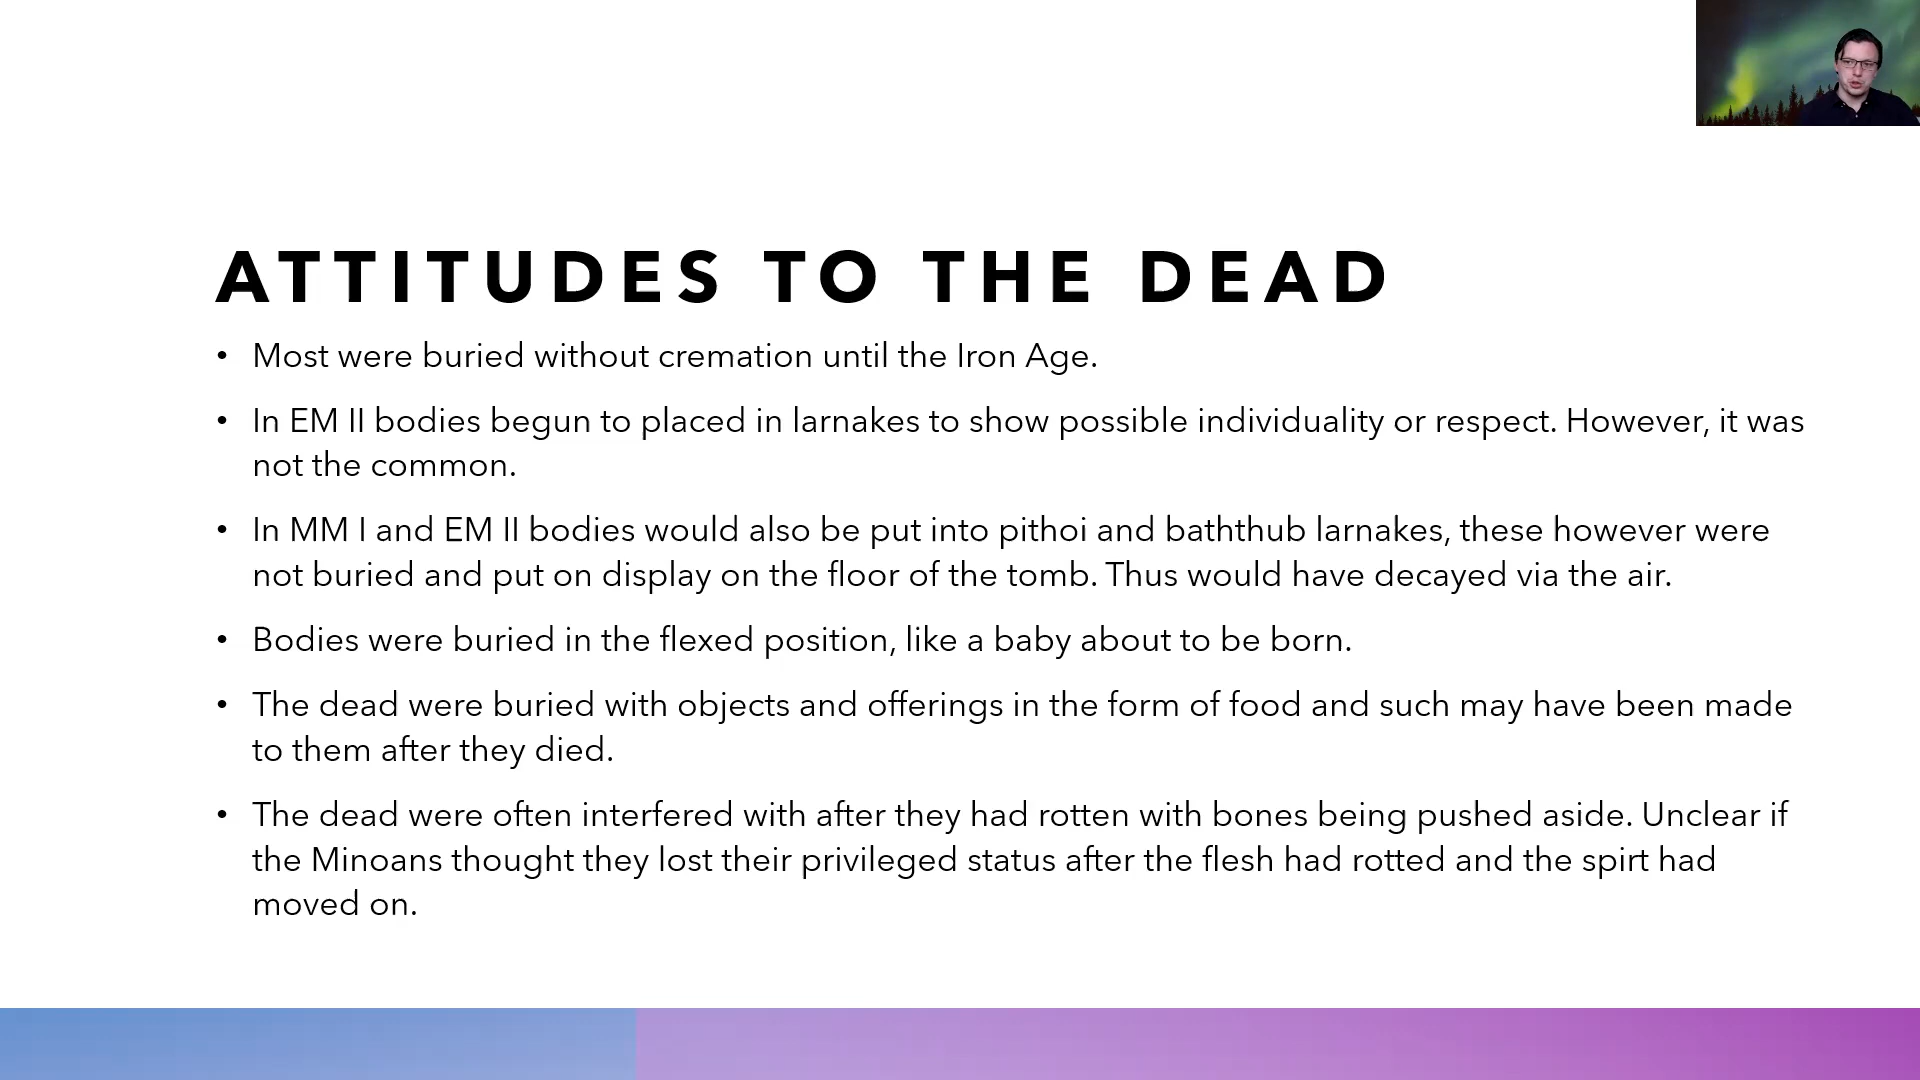 ATTITUDES TO THE DEAD
• Most were buried without cremation until the Iron Age.
• In EM II bodies begun to placed in larnakes to show possible individuality or respect. However, it was
not the common.
• In MM I and EM II bodies would also be put into pithoi and baththub larnakes, these however were
not buried and put on display on the floor of the tomb. Thus would have decayed via the air.
• Bodies were buried in the flexed position, like a baby about to be born.
• The dead were buried with objects and offerings in the form of food and such may have been made
to them after they died.
• The dead were often interfered with after they had rotten with bones being pushed aside. Unclear if
the Minoans thought they lost their privileged status after the flesh had rotted and the spirt had
moved on.